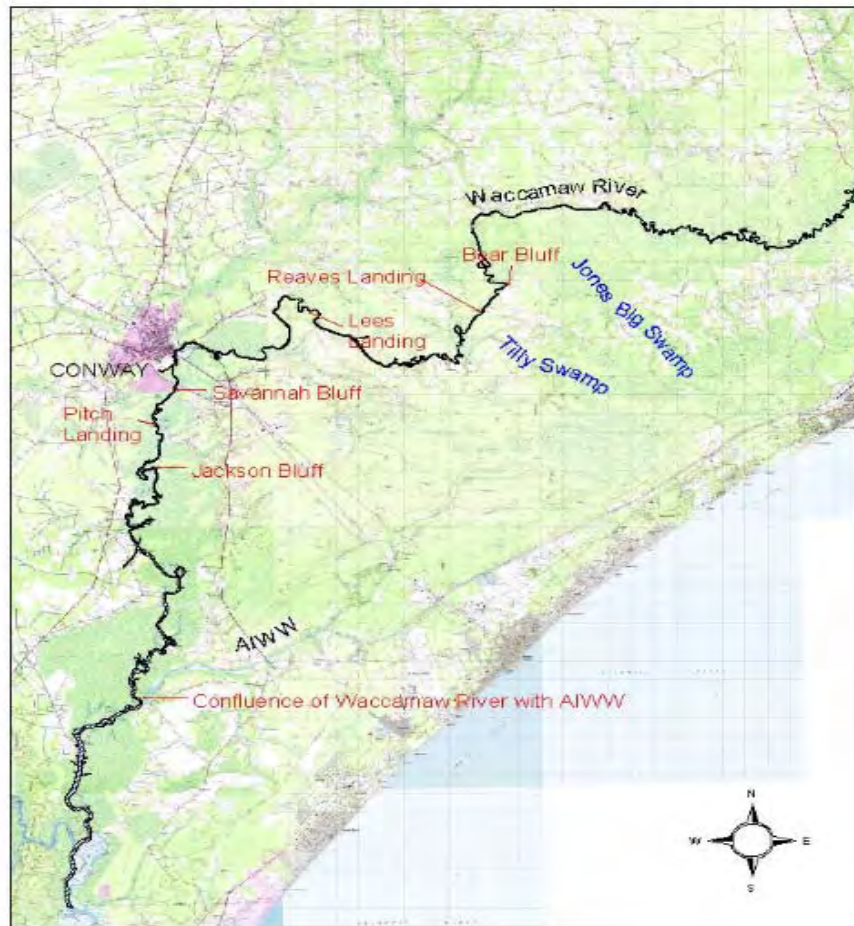 Waccamaw River
Bear Bluff
Reaves Landing
Jones Big Swamp
Lees
Landing
Tilly Swamp
CONWAY
Savannah Bluff
Pitch
Landing
Jackson Bluff
AIWW
Confluence of Waccamaw River with AIWW
N
W
E
S